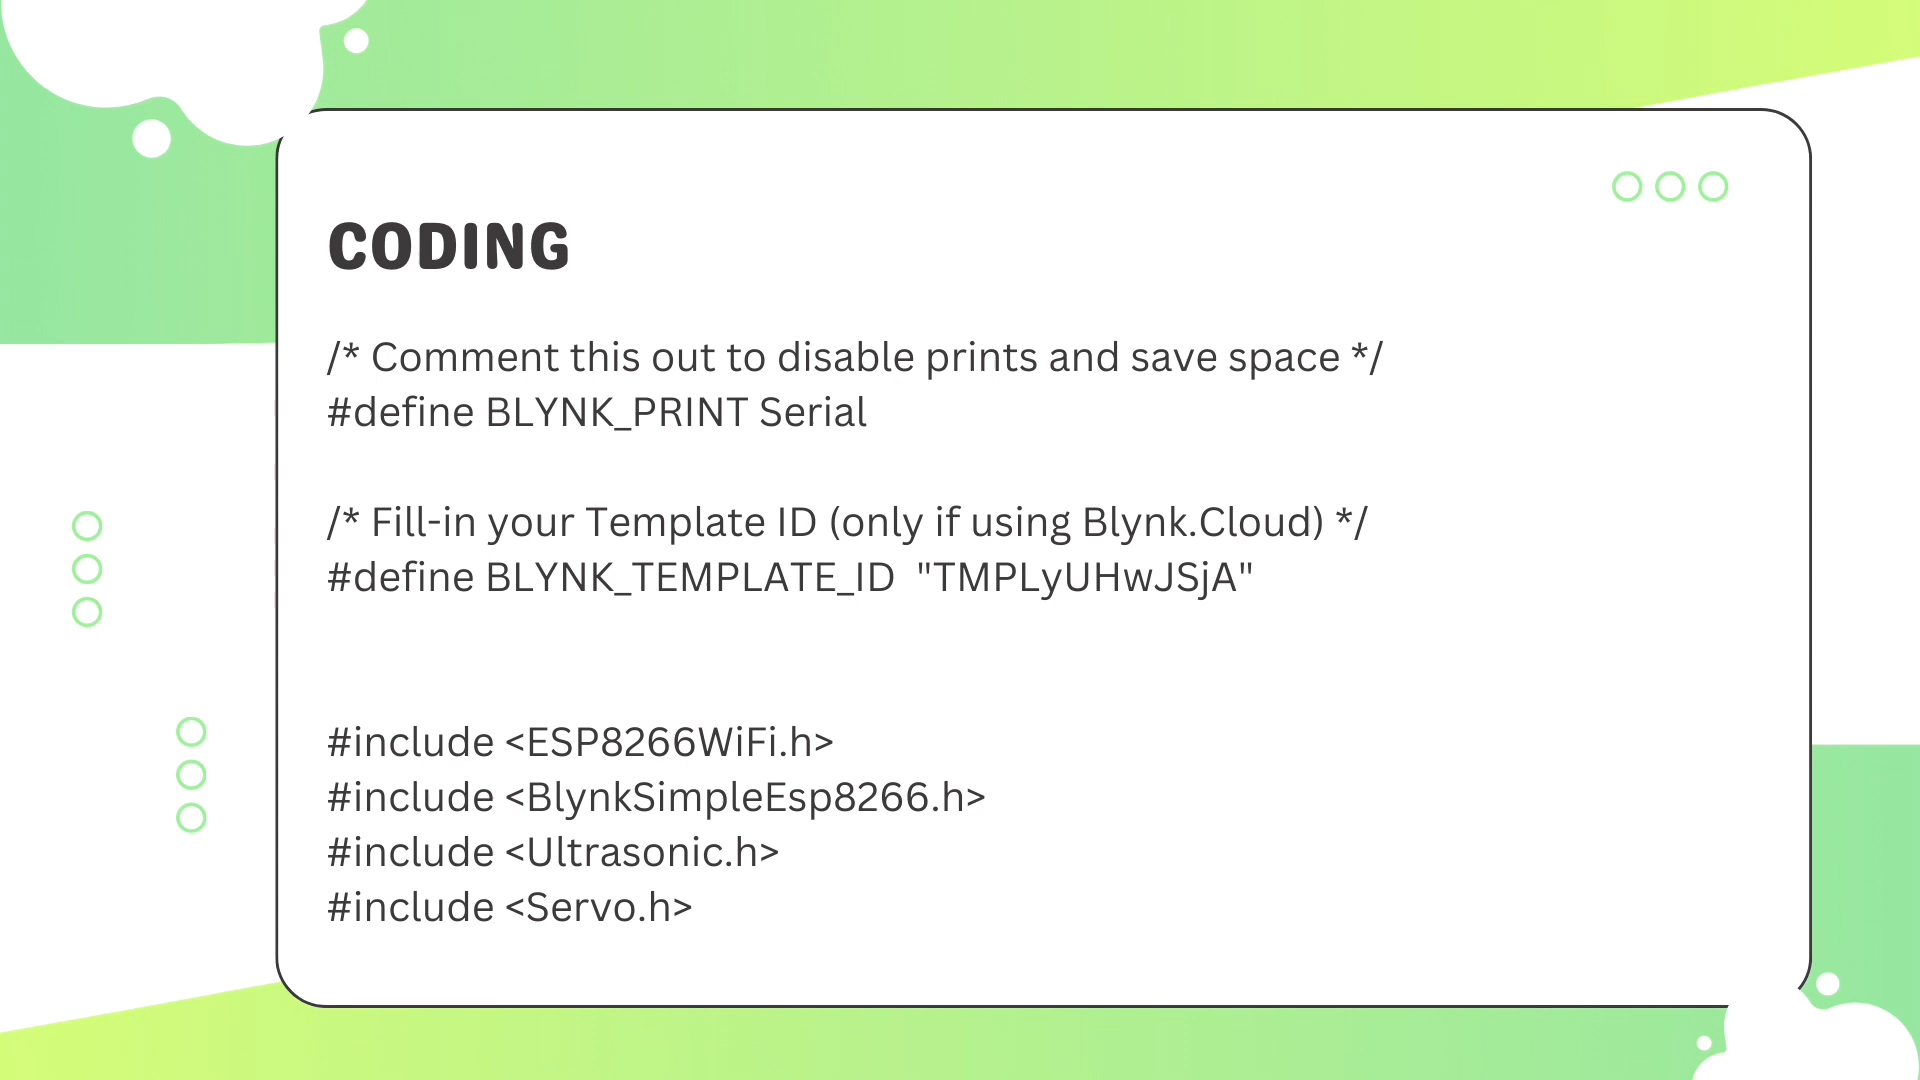 CODING
/* Comment this out to disable prints and save space */
#define BLYNK_PRINT Serial
/* Fill-in your Template ID (only if using Blynk.Cloud) */
#define BLYNK_TEMPLATE_ID  "TMPLyUHwJSjA"
#include <ESP8266WiFi.h>
#include <BlynkSimpleEsp8266.h>
#include <Ultrasonic.h>
#include <Servo.h>